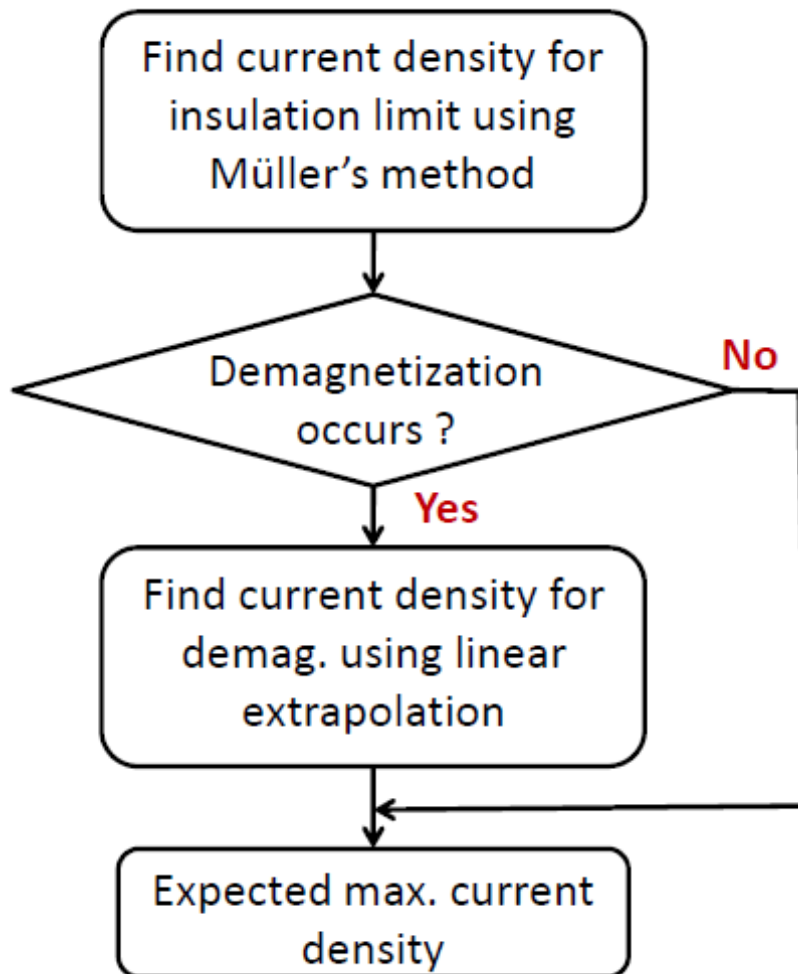 Find current density for
insulation limit using
Müller’s method
Demagnetization
occurs ?
No
Yes
Find current density for
demag. using linear
extrapolation
Expected max. current
density